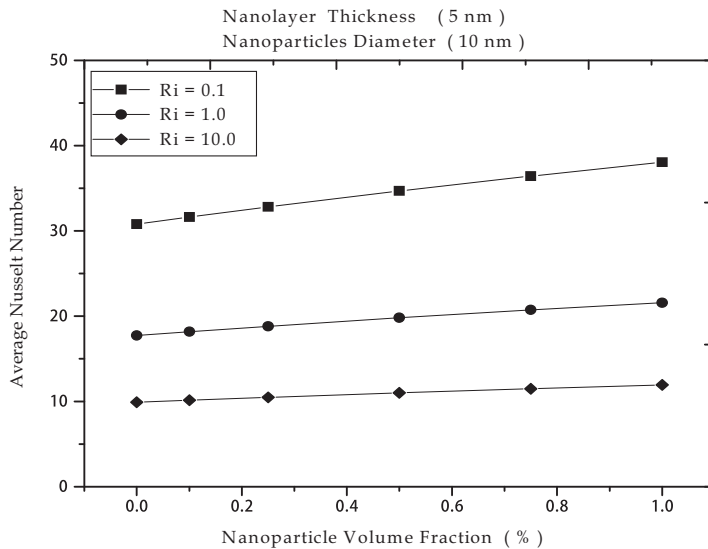 Nanolayer Thickness ( 5 nm )
Nanoparticles Diameter ( 10 nm )
50
40
30
20
10
0
Average Nusselt Number
Ri = 0.1
Ri = 1.0
Ri = 10.0
0.0 0.2 0.4 0.6 0.8 1.0
Nanoparticle Volume Fraction ( % )